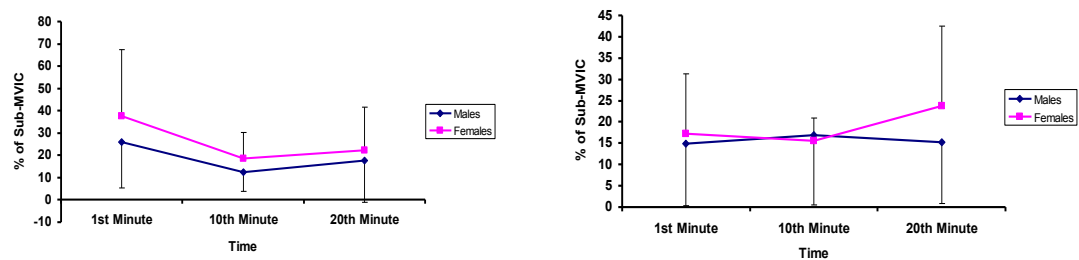 80
70
60
50
40
30
20
10
0
-10
% of Sub-MVIC
1st Minute 10th Minute 20th Minute
Time
Males
Females
45
40
35
30
25
20
15
10
5
0
% of Sub-MVIC
1st Minute 10th Minute 20th Minute
Time
Males
Females